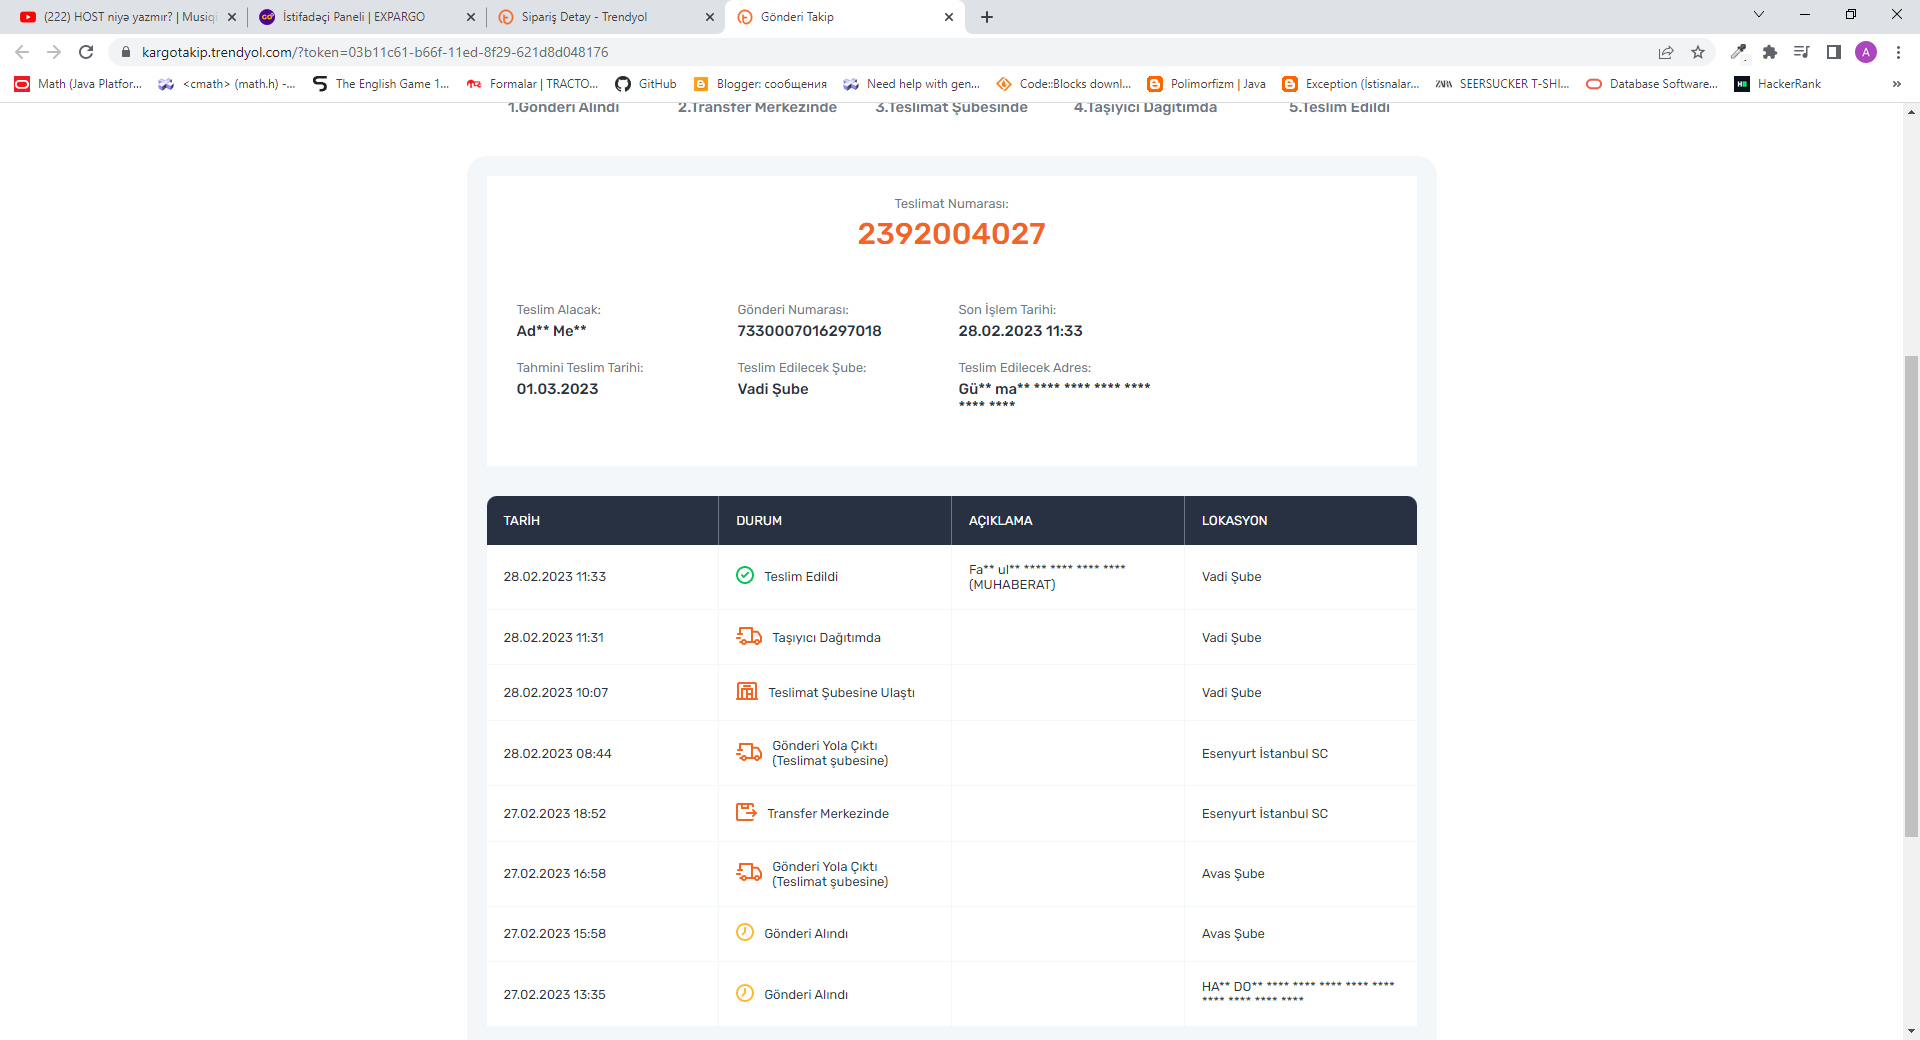 (222) HOST niyə yazmır? | Musiqi
İstifadəçi Paneli | EXPARGO
Sipariş Detay - Trendyol
Gönderi Takip
kargotakip.trendyol.com/?token=03b11c61-b66f-11ed-8f29-621d8d048176
A
Math (Java Platfor...
<cmath> (math.h) -...
The English Game 1...
Formalar | TRACTO...
GitHub
Blogger: сообщения
Need help with gen...
Code::Blocks downl...
Polimorfizm | Java
Exception (İstisnalar...
ZARA
SEERSUCKER T-SHI...
Database Software...
HackerRank
»
1.Gönderi Alındı
2.Transfer Merkezinde
3.Teslimat Şubesinde
4.Taşıyıcı Dağıtımda
5.Teslim Edildi
Teslimat Numarası:
2392004027
Teslim Alacak:
Ad** Me**
Gönderi Numarası:
7330007016297018
Son İşlem Tarihi:
28.02.2023 11:33
Tahmini Teslim Tarihi:
01.03.2023
Teslim Edilecek Şube:
Vadi Şube
Teslim Edilecek Adres:
Gü** ma** **** **** **** ****
**** ****
TARİH DURUM AÇIKLAMA LOKASYON
28.02.2023 11:33 Teslim Edildi Fa** ul** **** **** **** ****
(MUHABERAT) Vadi Şube
28.02.2023 11:31 Taşıyıcı Dağıtımda Vadi Şube
28.02.2023 10:07 Teslimat Şubesine Ulaştı Vadi Şube
28.02.2023 08:44 Gönderi Yola Çıktı
(Teslimat şubesine) Esenyurt İstanbul SC
27.02.2023 18:52 Transfer Merkezinde Esenyurt İstanbul SC
27.02.2023 16:58 Gönderi Yola Çıktı
(Teslimat şubesine) Avas Şube
27.02.2023 15:58 Gönderi Alındı Avas Şube
27.02.2023 13:35 Gönderi Alındı HA** DO** **** **** **** **** ****
**** **** **** ****